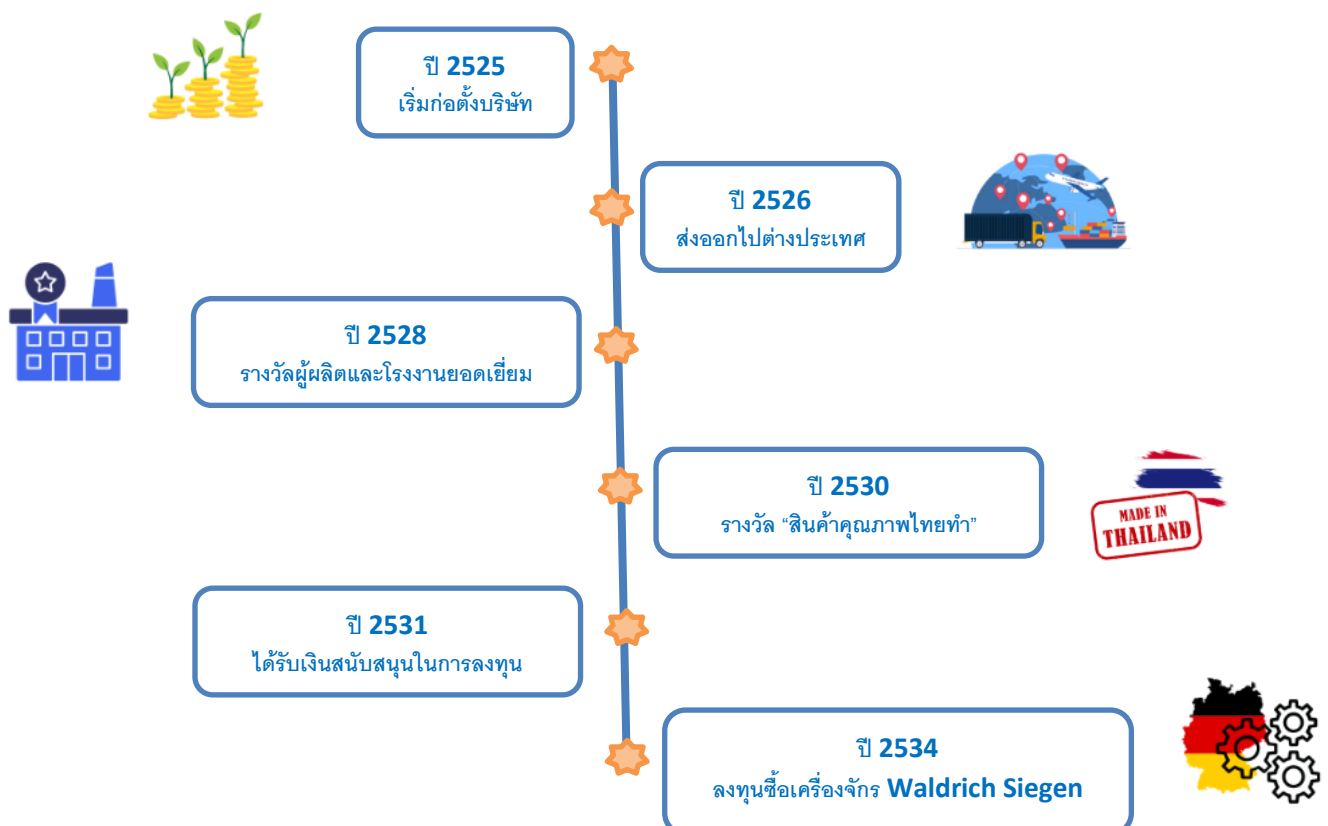 ปี 2525
เริ่มก่อตั้งบริษัท
ปี 2526
ส่งออกไปต่างประเทศ
ปี 2528
รางวัลผู้ผลิตและโรงงานยอดเยี่ยม
ปี 2530
รางวัล “สินค้าคุณภาพไทยทำ”
MADE IN
THAILAND
ปี 2531
ได้รับเงินสนับสนุนในการลงทุน
ปี 2534
ลงทุนซื้อเครื่องจักร Waldrich Siegen